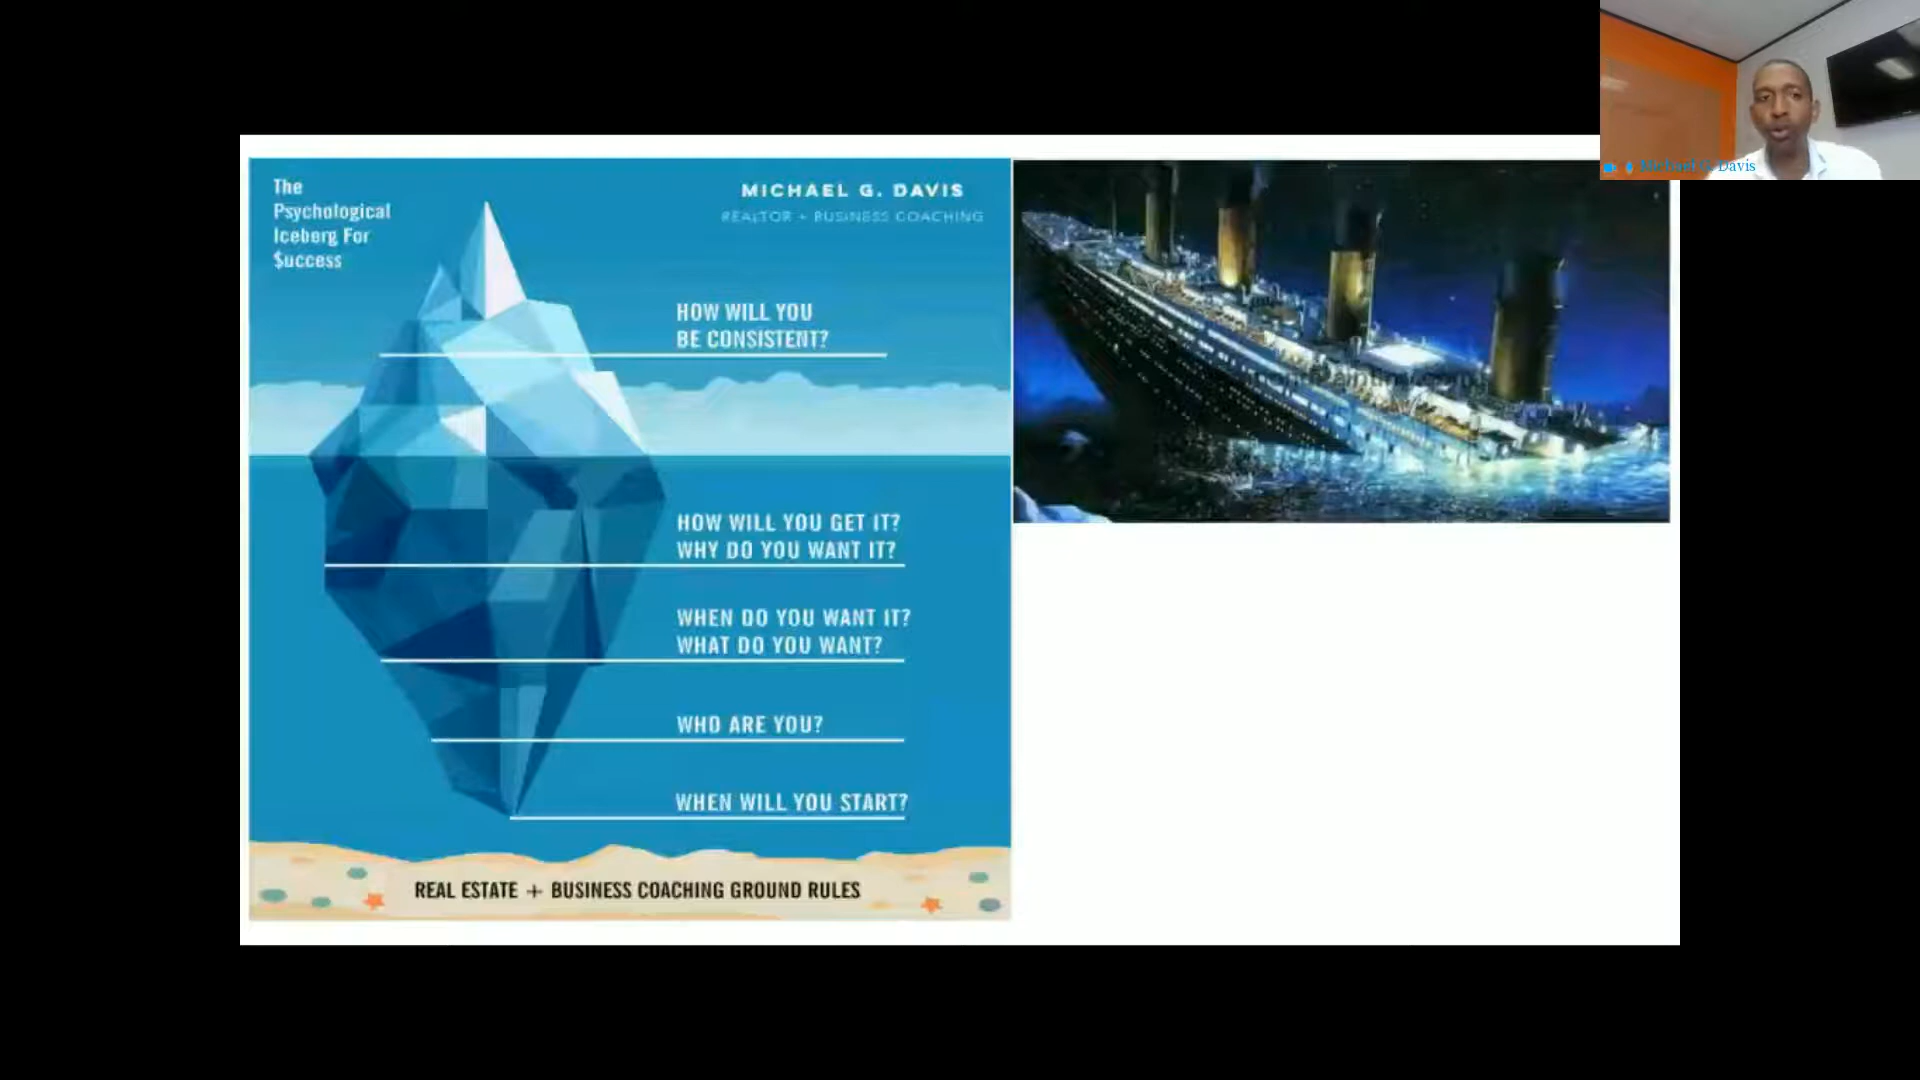 The
Psychological
Iceberg For
$uccess
MICHAEL G. DAVIS
REALTOR + BUSINESS COACHING
HOW WILL YOU
BE CONSISTENT?
HOW WILL YOU GET IT?
WHY DO YOU WANT IT?
WHEN DO YOU WANT IT?
WHAT DO YOU WANT?
WHO ARE YOU?
WHEN WILL YOU START?
REAL ESTATE + BUSINESS COACHING GROUND RULES
Michael G. Davis